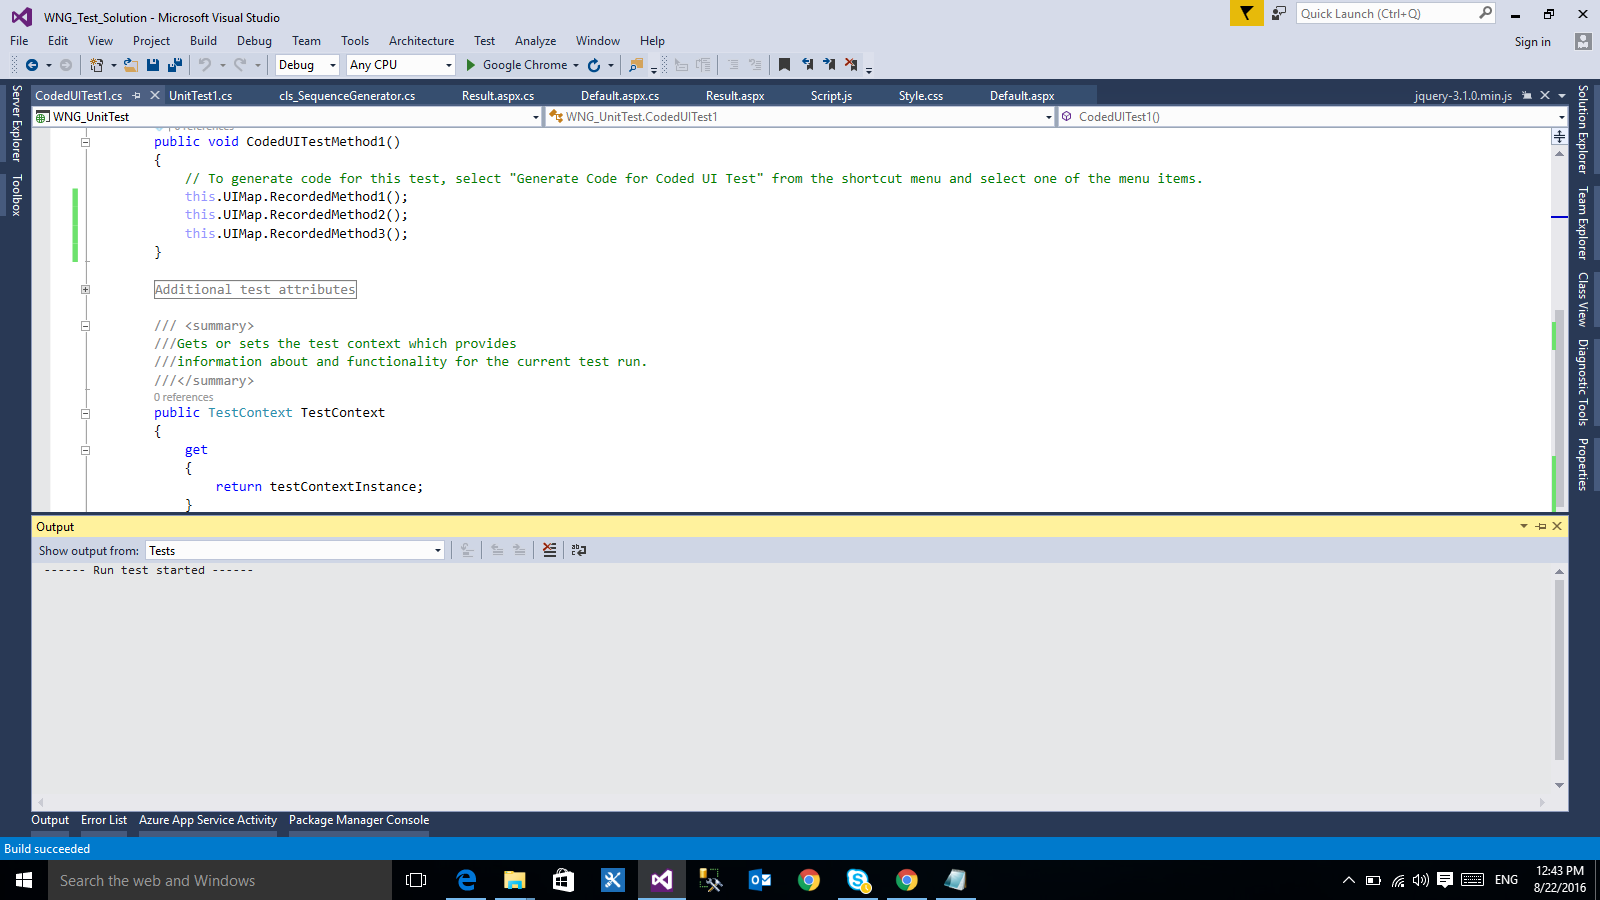 WNG_Test_Solution - Microsoft Visual Studio
Quick Launch (Ctrl+Q)
File Edit View Project Build Debug Team Tools Architecture Test Analyze Window Help
Sign in
Debug Any CPU Google Chrome
CodedUITest1.cs UnitTest1.cs cls_SequenceGenerator.cs Result.aspx.cs Default.aspx.cs Result.aspx Script.js Style.css Default.aspx jquery-3.1.0.min.js
WNG_UnitTest WNG_UnitTest.CodedUITest1 CodedUITest1()
Server Explorer
Toolbox
Solution Explorer
Team Explorer
Class View
Diagnostic Tools
Properties
public void CodedUITestMethod1()
{
// To generate code for this test, select "Generate Code for Coded UI Test" from the shortcut menu and select one of the menu items.
this.UIMap.RecordedMethod1();
this.UIMap.RecordedMethod2();
this.UIMap.RecordedMethod3();
}
Additional test attributes
/// <summary>
///Gets or sets the test context which provides
///information about and functionality for the current test run.
///</summary>
0 references
public TestContext TestContext
{
get
{
return testContextInstance;
}
Output
Show output from: Tests
------ Run test started ------
Output Error List Azure App Service Activity Package Manager Console
Build succeeded
Search the web and Windows
ENG
12:43 PM
8/22/2016